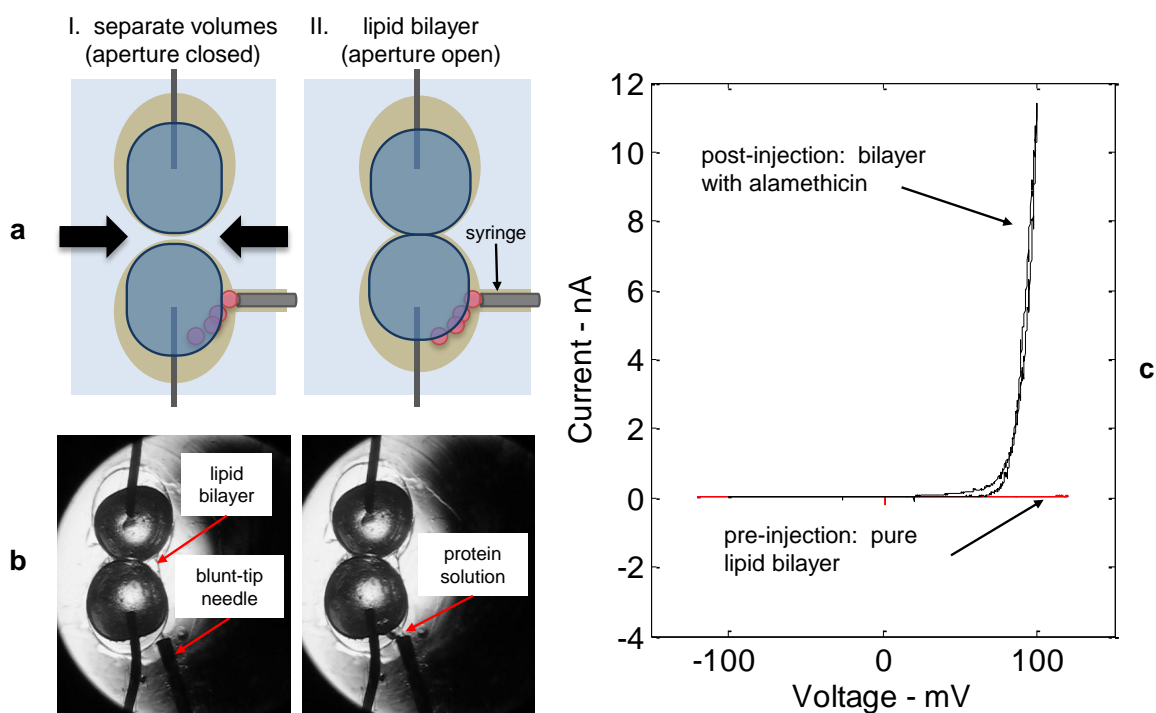 I. separate volumes
(aperture closed)
II. lipid bilayer
(aperture open)
a
syringe
b
lipid
bilayer
blunt-tip
needle
protein
solution
c
12
10
8
6
4
2
0
-2
-4
Current - nA
post-injection: bilayer
with alamethicin
pre-injection: pure
lipid bilayer
-100
0
100
Voltage - mV